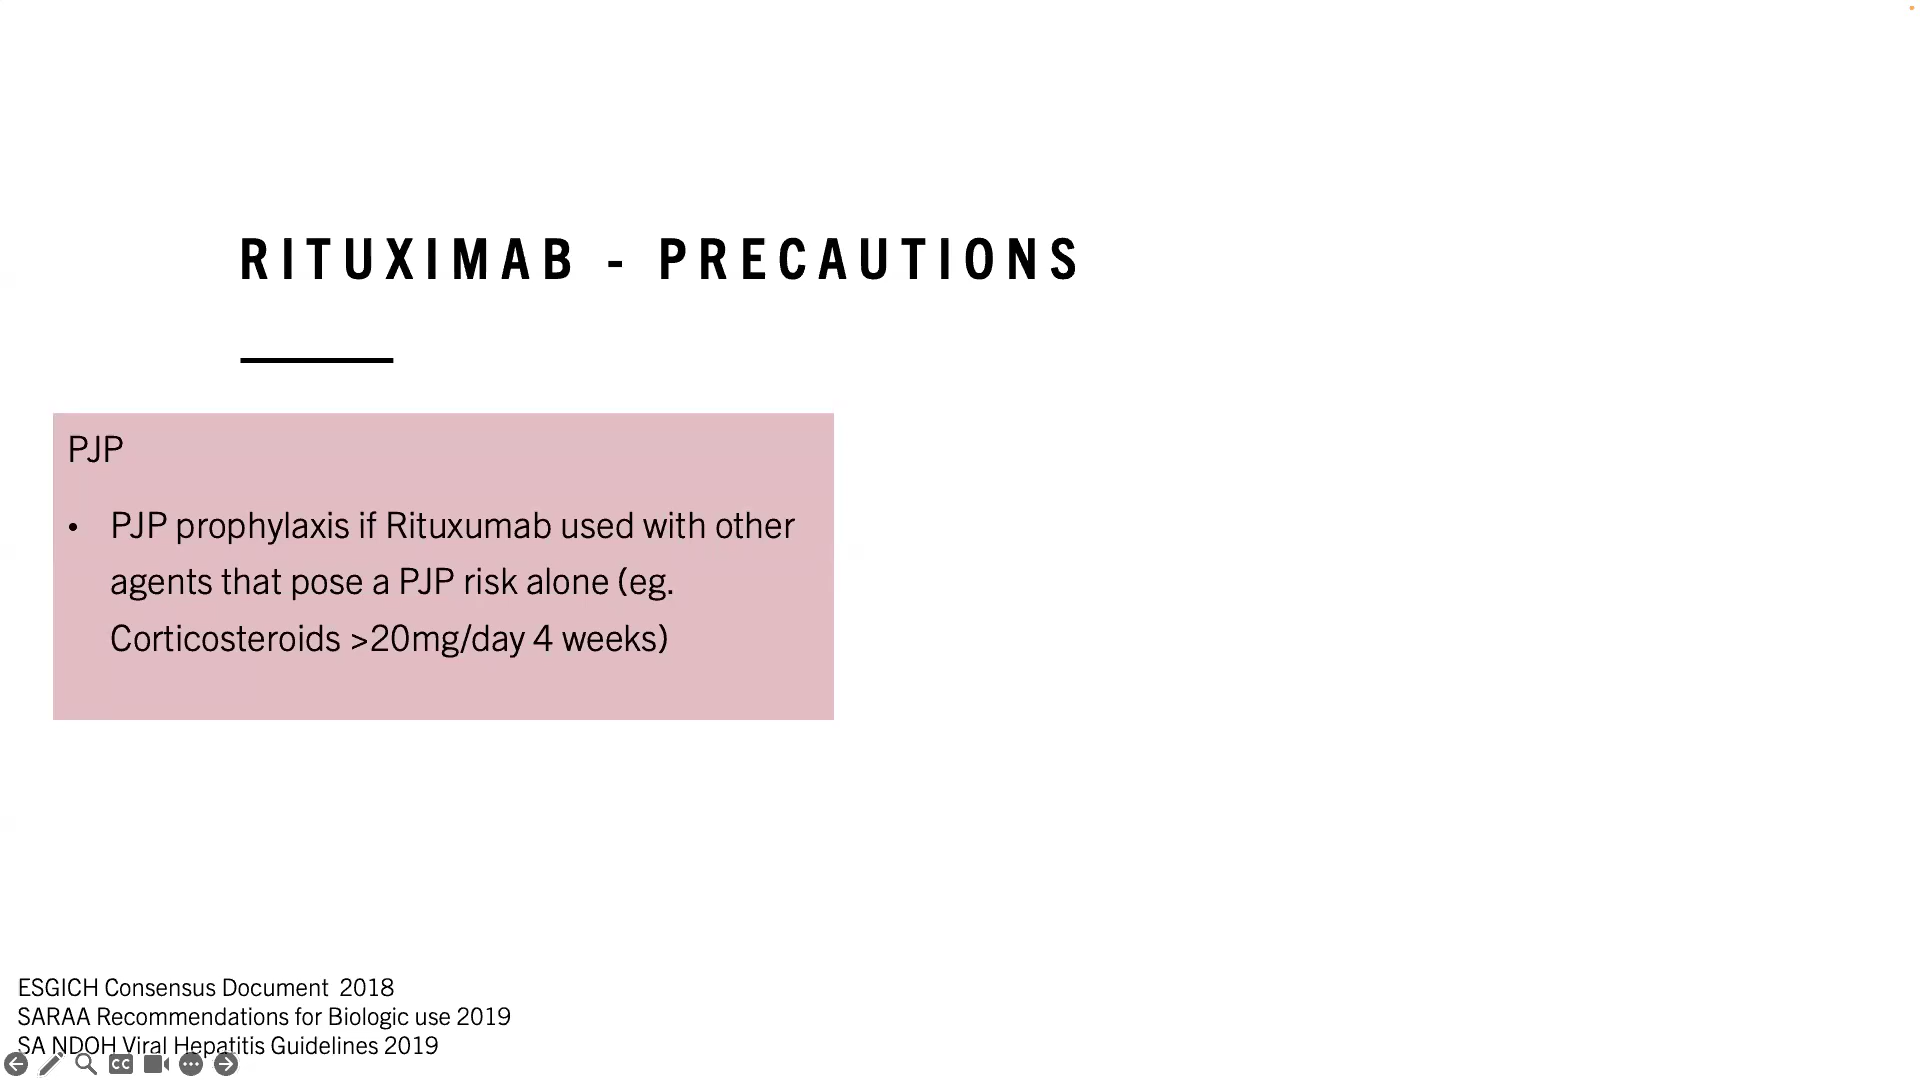 RITUXIMAB - PRECAUTIONS
PJP
• PJP prophylaxis if Rituxumab used with other
agents that pose a PJP risk alone (eg.
Corticosteroids >20mg/day 4 weeks)
ESGICH Consensus Document 2018
SARAA Recommendations for Biologic use 2019
SA NDOH Viral Hepatitis Guidelines 2019
CC